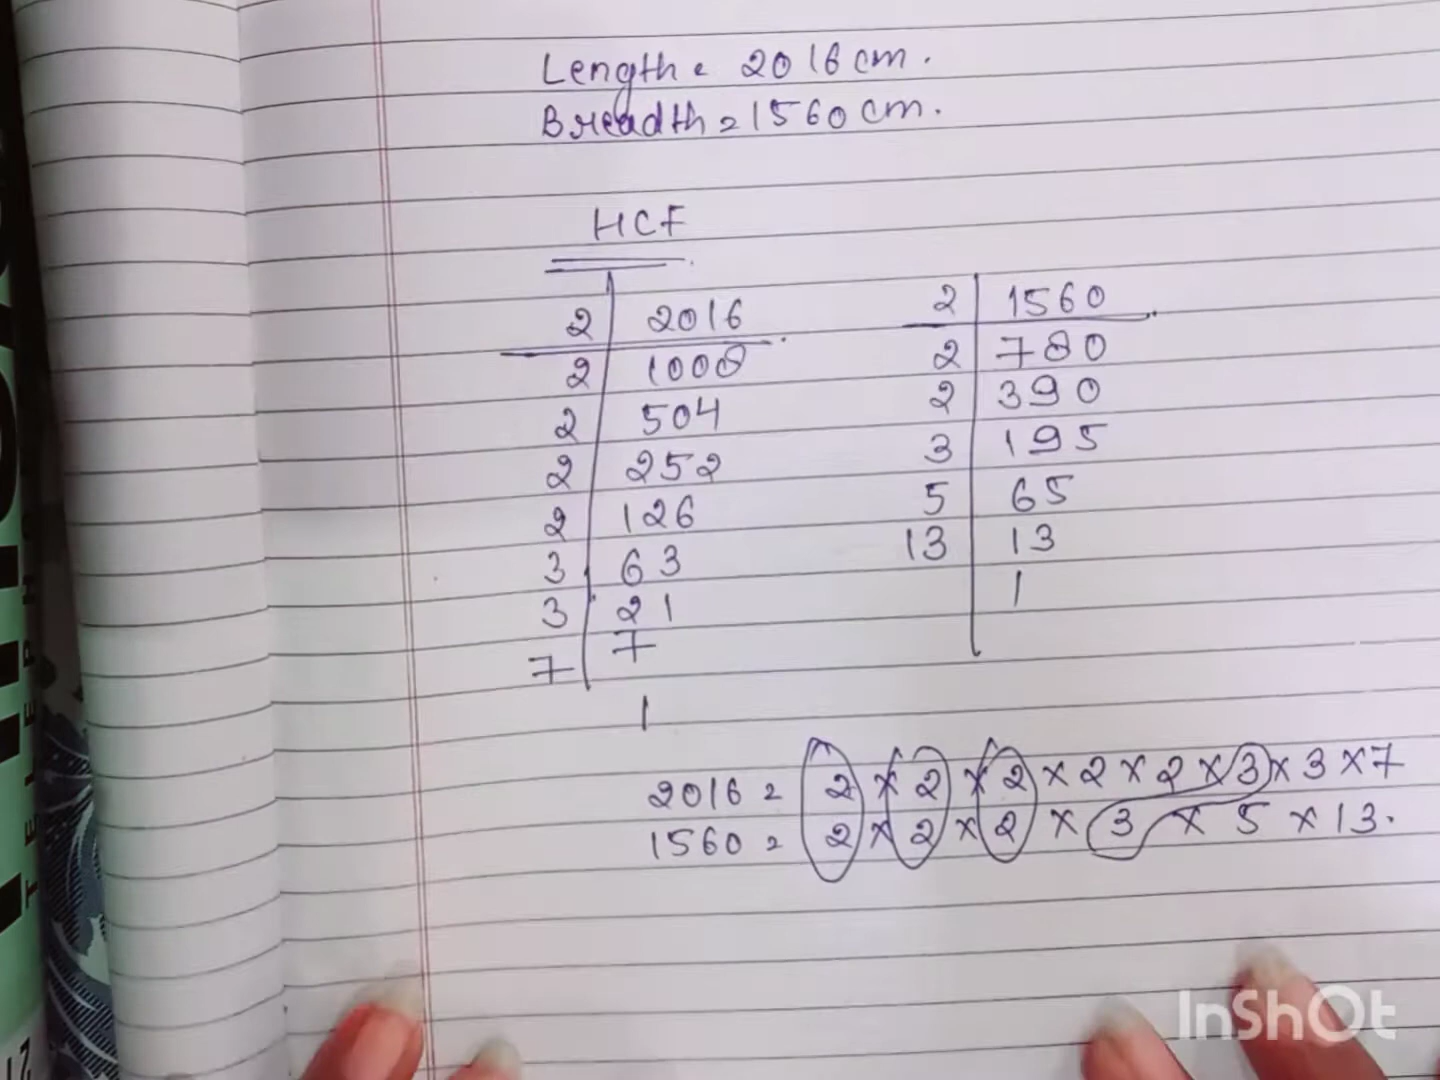 Length = 2016 cm.
Breadth = 1560 cm.
HCF
2 | 2016
2 | 1008
2 | 504
2 | 252
2 | 126
3 | 63
3 | 21
7 | 7
1
2 | 1560
2 | 780
2 | 390
3 | 195
5 | 65
13 | 13
1
2016 = 2 × 2 × 2 × 2 × 2 × 3 × 3 × 7
1560 = 2 × 2 × 2 × 3 × 5 × 13.
InShOt